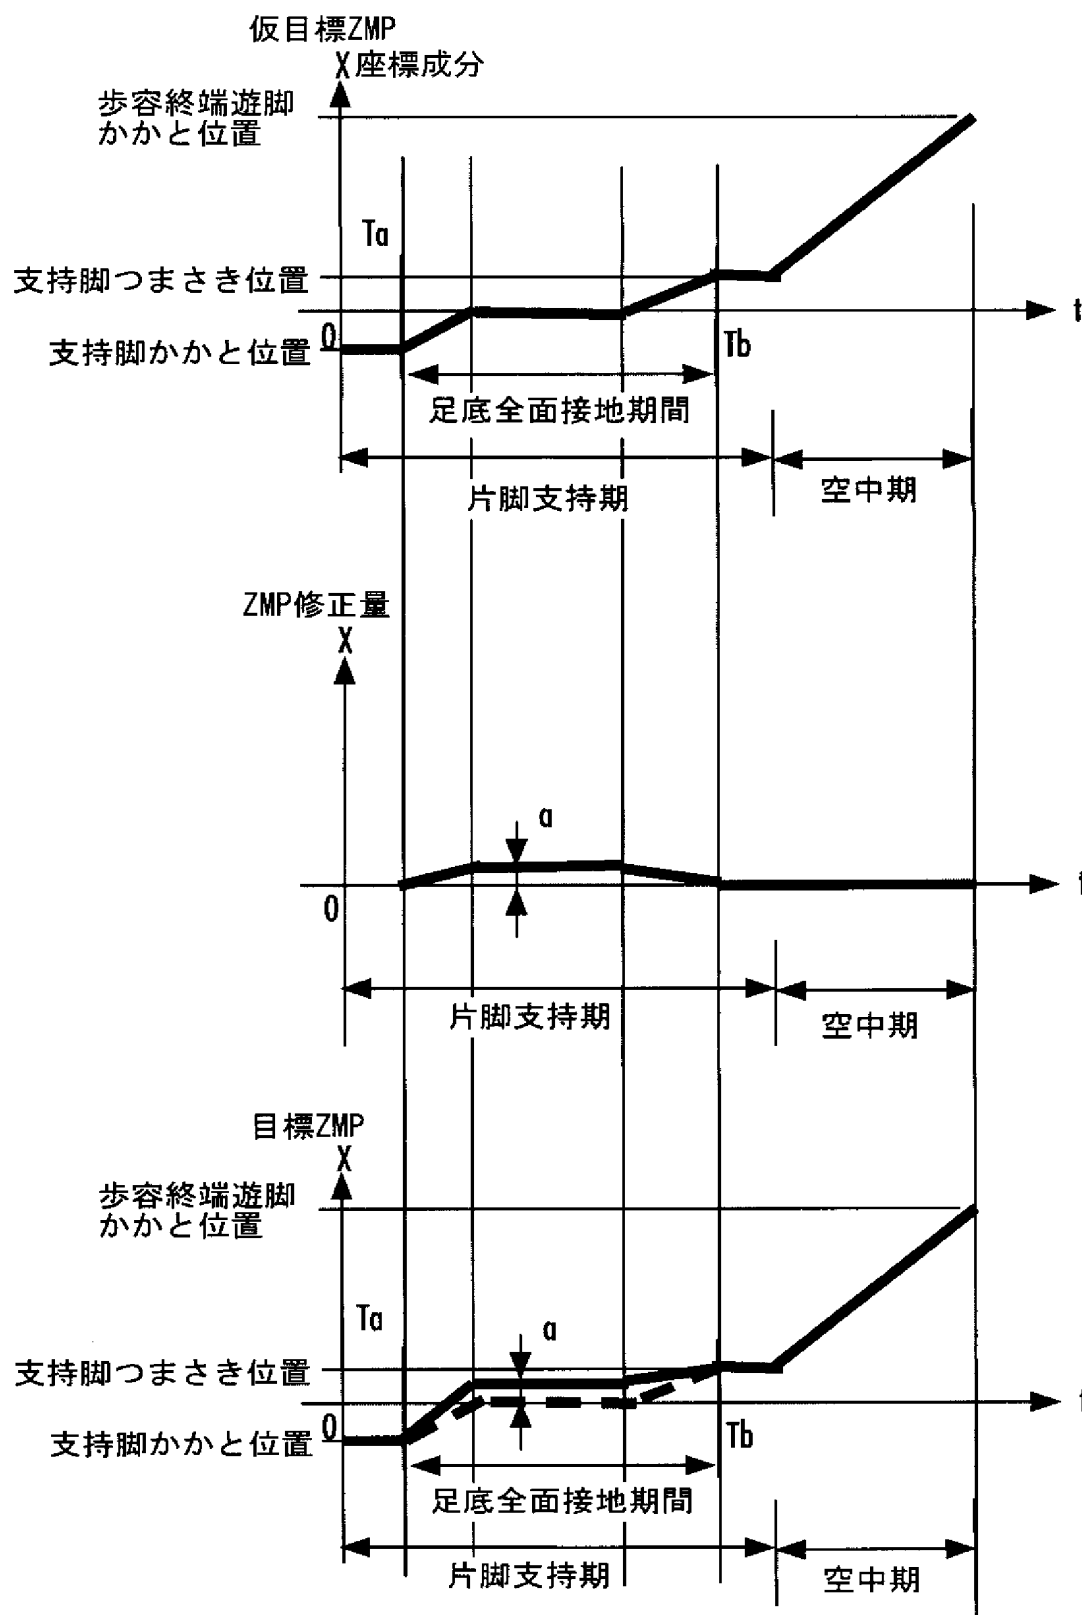 仮目標ZMP
X座標成分
歩容終端遊脚
かかと位置
Ta
支持脚つまさき位置
t
0
支持脚かかと位置
Tb
足底全面接地期間
片脚支持期
空中期
ZMP修正量
X
a
0
t
片脚支持期
空中期
目標ZMP
X
歩容終端遊脚
かかと位置
Ta
a
支持脚つまさき位置
t
0
支持脚かかと位置
Tb
足底全面接地期間
片脚支持期
空中期